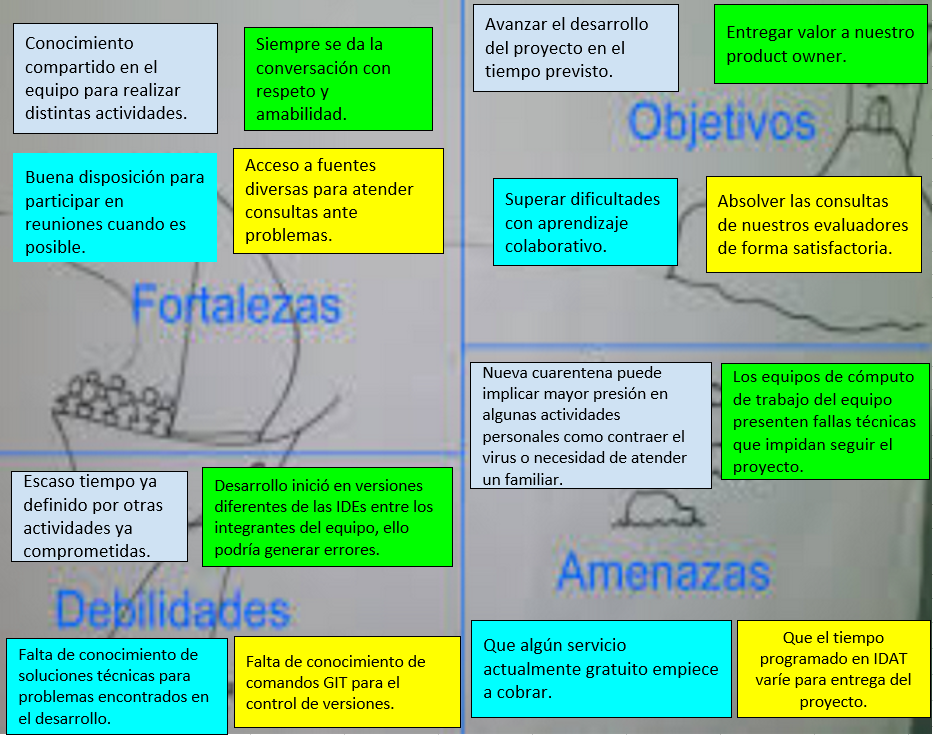 Conocimiento
compartido en el
equipo para realizar
distintas actividades.
Siempre se da la
conversación con
respeto y
amabilidad.
Buena disposición para
participar en
reuniones cuando es
posible.
Acceso a fuentes
diversas para atender
consultas ante
problemas.
Fortalezas
Avanzar el desarrollo
del proyecto en el
tiempo previsto.
Entregar valor a nuestro
product owner.
Objetivos
Superar dificultades
con aprendizaje
colaborativo.
Absolver las consultas
de nuestros evaluadores
de forma satisfactoria.
Escaso tiempo ya
definido por otras
actividades ya
comprometidas.
Desarrollo inició en versiones
diferentes de las IDEs entre los
integrantes del equipo, ello
podría generar errores.
Debilidades
Falta de conocimiento de
soluciones técnicas para
problemas encontrados en
el desarrollo.
Falta de conocimiento de
comandos GIT para el
control de versiones.
Nueva cuarentena puede
implicar mayor presión en
algunas actividades
personales como contraer el
virus o necesidad de atender
un familiar.
Los equipos de cómputo
de trabajo del equipo
presenten fallas técnicas
que impidan seguir el
proyecto.
Amenazas
Que algún servicio
actualmente gratuito empiece
a cobrar.
Que el tiempo
programado en IDAT
varíe para entrega del
proyecto.